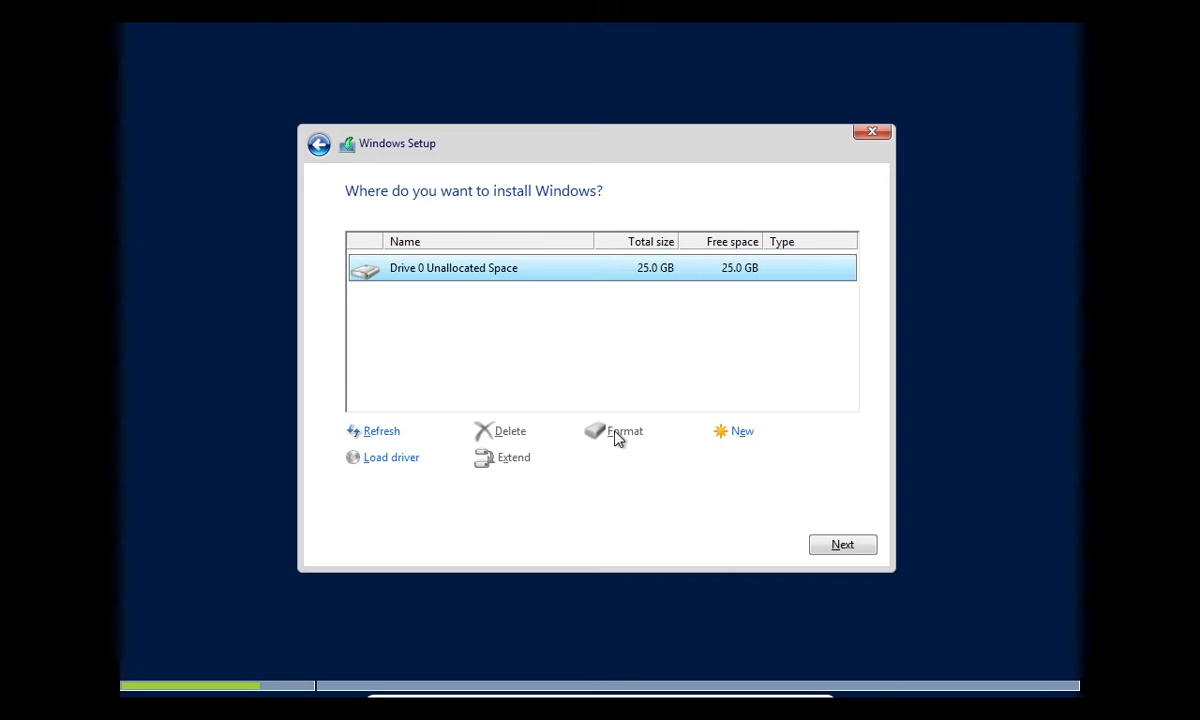 Windows Setup
Where do you want to install Windows?
Name Total size Free space Type
Drive 0 Unallocated Space 25.0 GB 25.0 GB
Refresh Delete Format New
Load driver Extend
Next